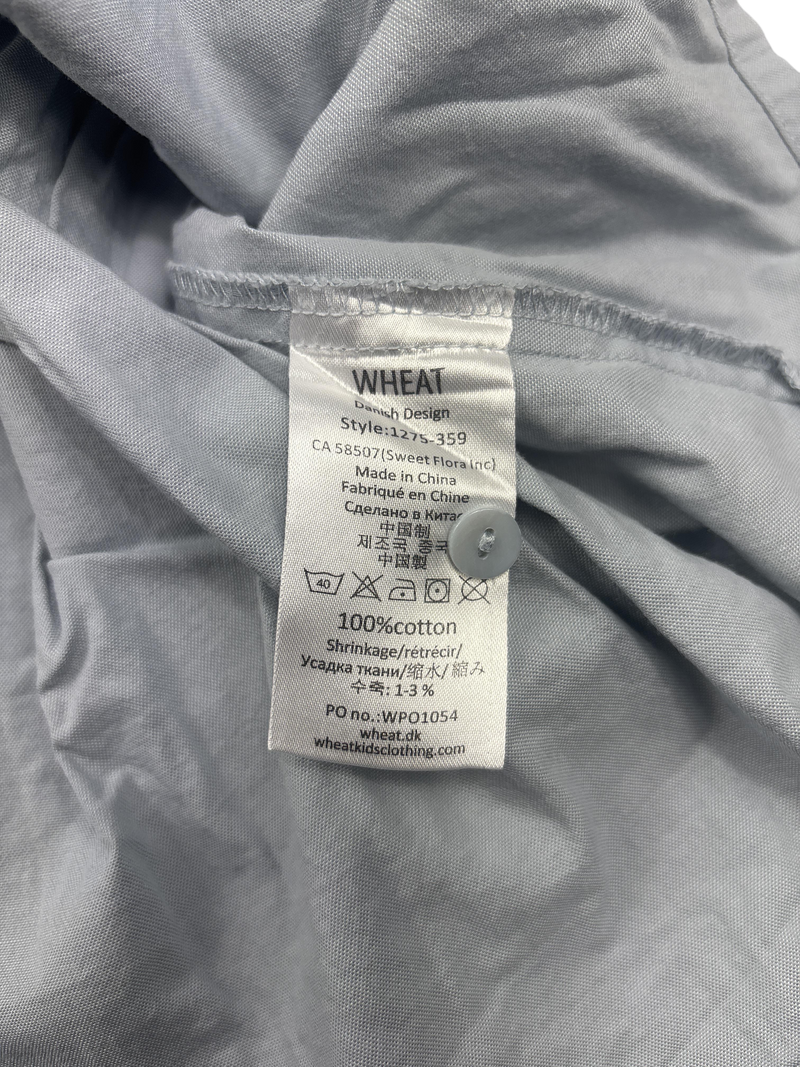 WHEAT
Danish Design
Style:1275-359
CA 58507(Sweet Flora Inc)
Made in China
Fabriqué en Chine
Сделано в Китае
中国制
제조국 중국
中国製
40
100%cotton
Shrinkage/rétrécir/
Усадка ткани/缩水/縮み
수축: 1-3 %
PO no.:WPO1054
wheat.dk
wheatkidsclothing.com